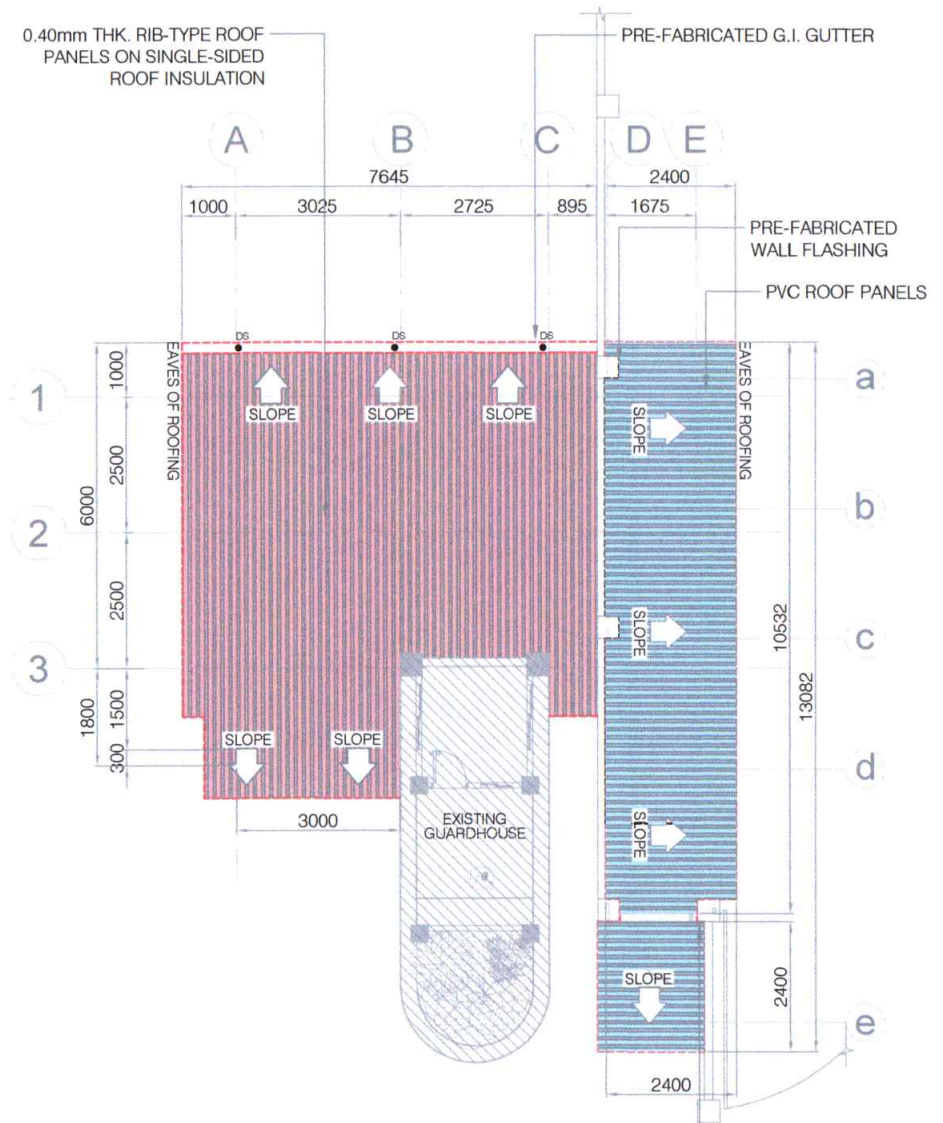 0.40mm THK. RIB-TYPE ROOF
PANELS ON SINGLE-SIDED
ROOF INSULATION
PRE-FABRICATED G.I. GUTTER
A
B
C
D
E
7645
2400
1000
3025
2725
895
1675
PRE-FABRICATED
WALL FLASHING
PVC ROOF PANELS
DS
DS
DS
EAVES OF ROOFING
EAVES OF ROOFING
1
2
3
a
b
c
d
e
1000
2500
6000
2500
1800
1500
300
SLOPE
SLOPE
SLOPE
SLOPE
SLOPE
SLOPE
SLOPE
SLOPE
SLOPE
3000
EXISTING
GUARDHOUSE
10532
13082
2400
2400